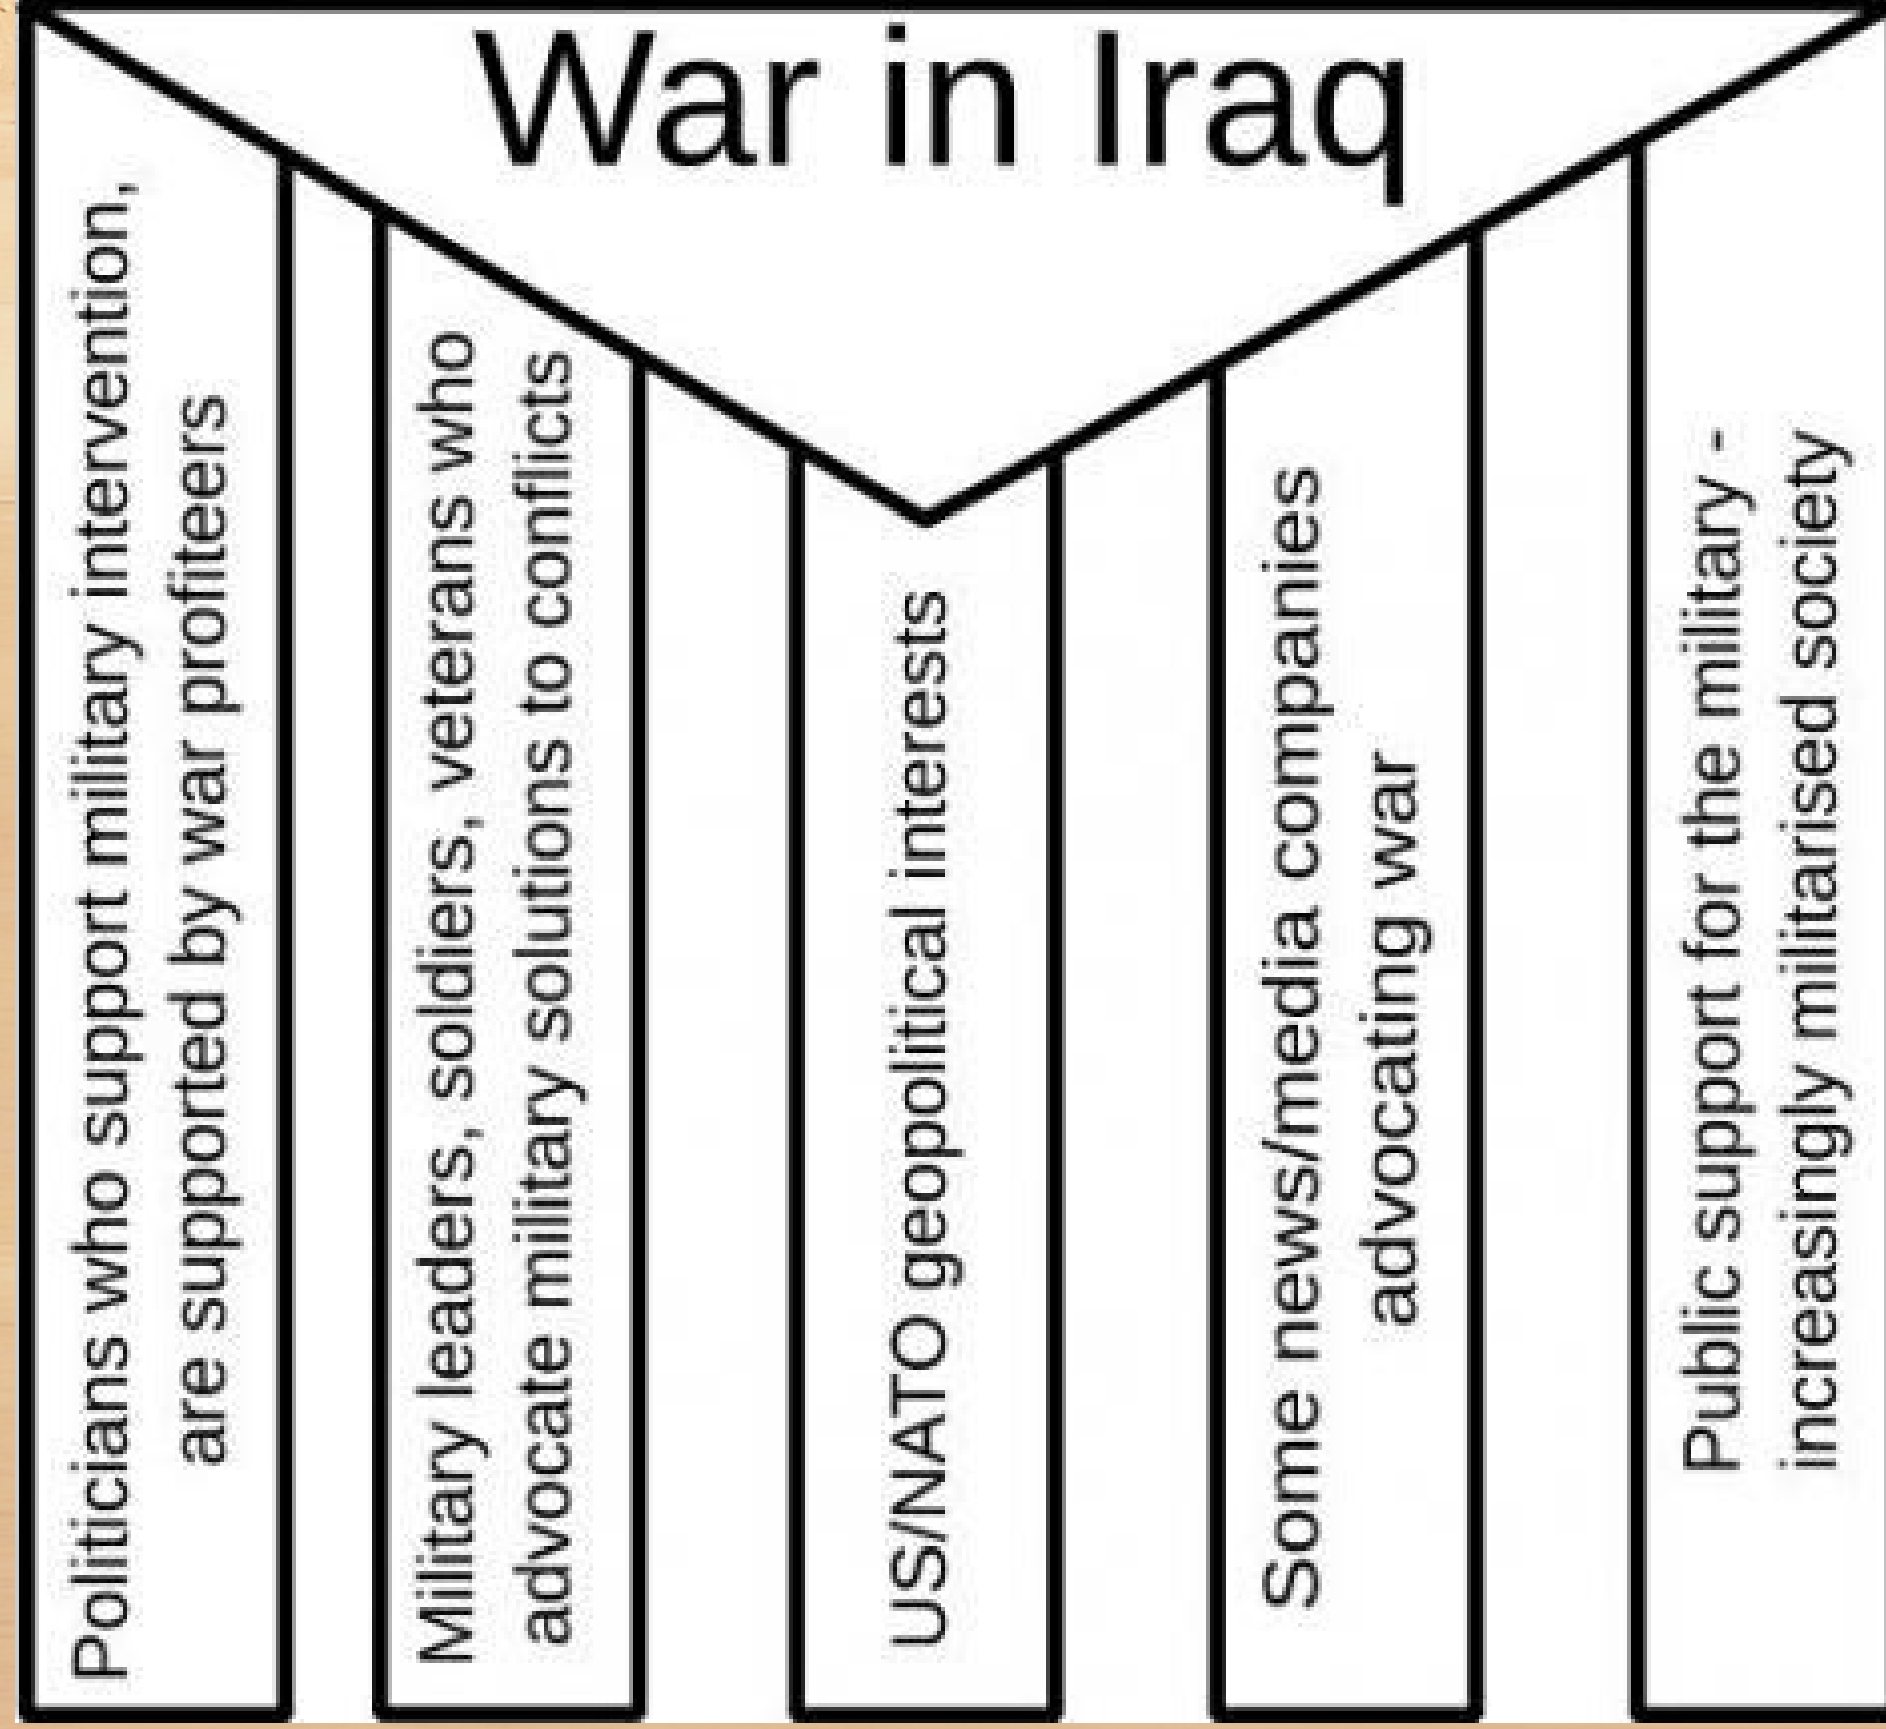 War in Iraq
Politicians who support military intervention,
are supported by war profiteers
Military leaders, soldiers, veterans who
advocate military solutions to conflicts
US/NATO geopolitical interests
Some news/media companies
advocating war
Public support for the military -
increasingly militarised society